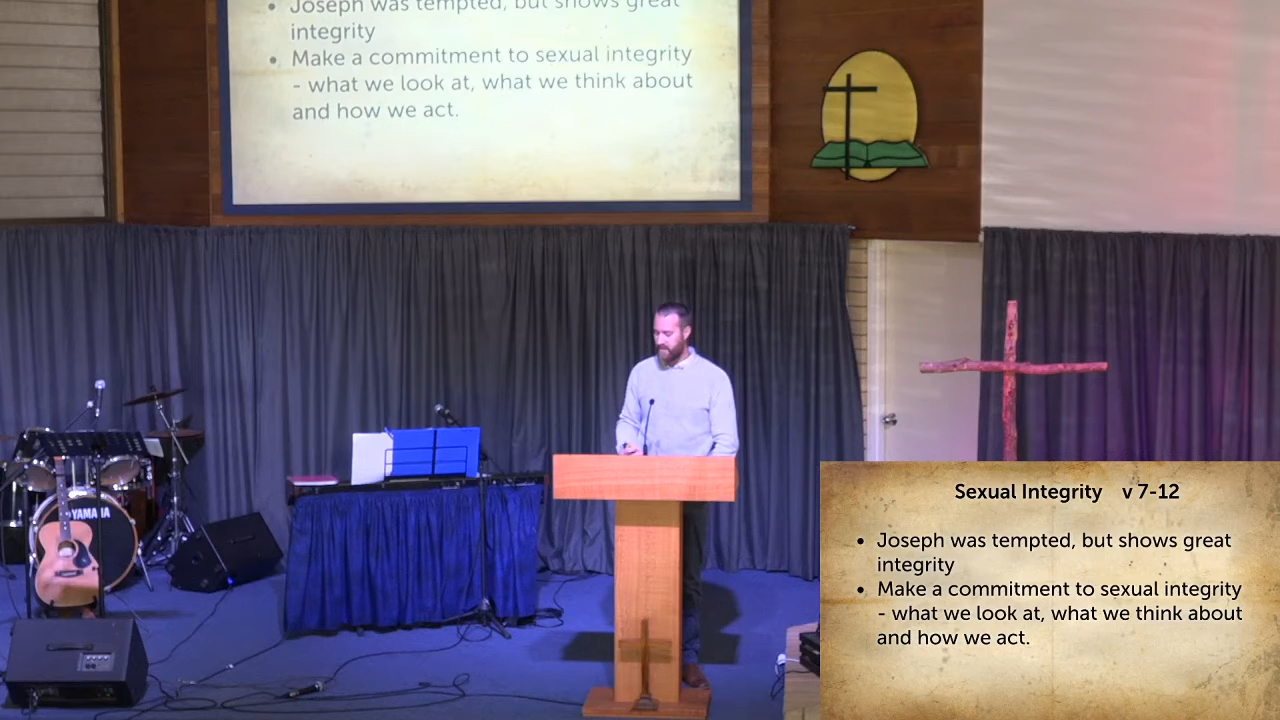 Joseph was tempted, but shows great
integrity
Make a commitment to sexual integrity
- what we look at, what we think about
and how we act.
YAMAHA
Sexual Integrity v 7-12
• Joseph was tempted, but shows great
integrity
• Make a commitment to sexual integrity
- what we look at, what we think about
and how we act.